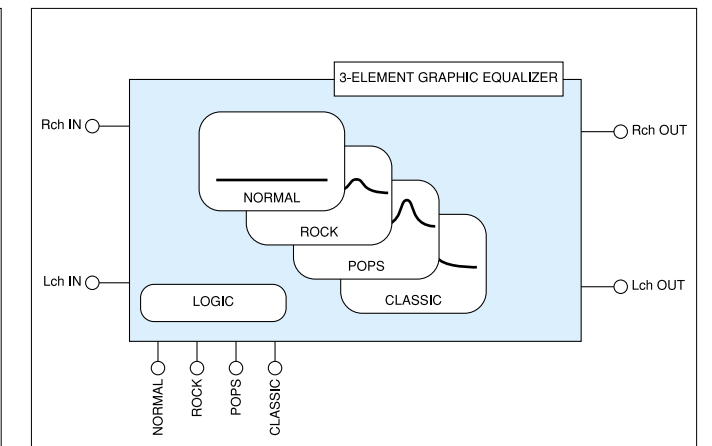 3-ELEMENT GRAPHIC EQUALIZER
Rch IN
Rch OUT
NORMAL
ROCK
POPS
CLASSIC
Lch IN
Lch OUT
LOGIC
NORMAL
ROCK
POPS
CLASSIC